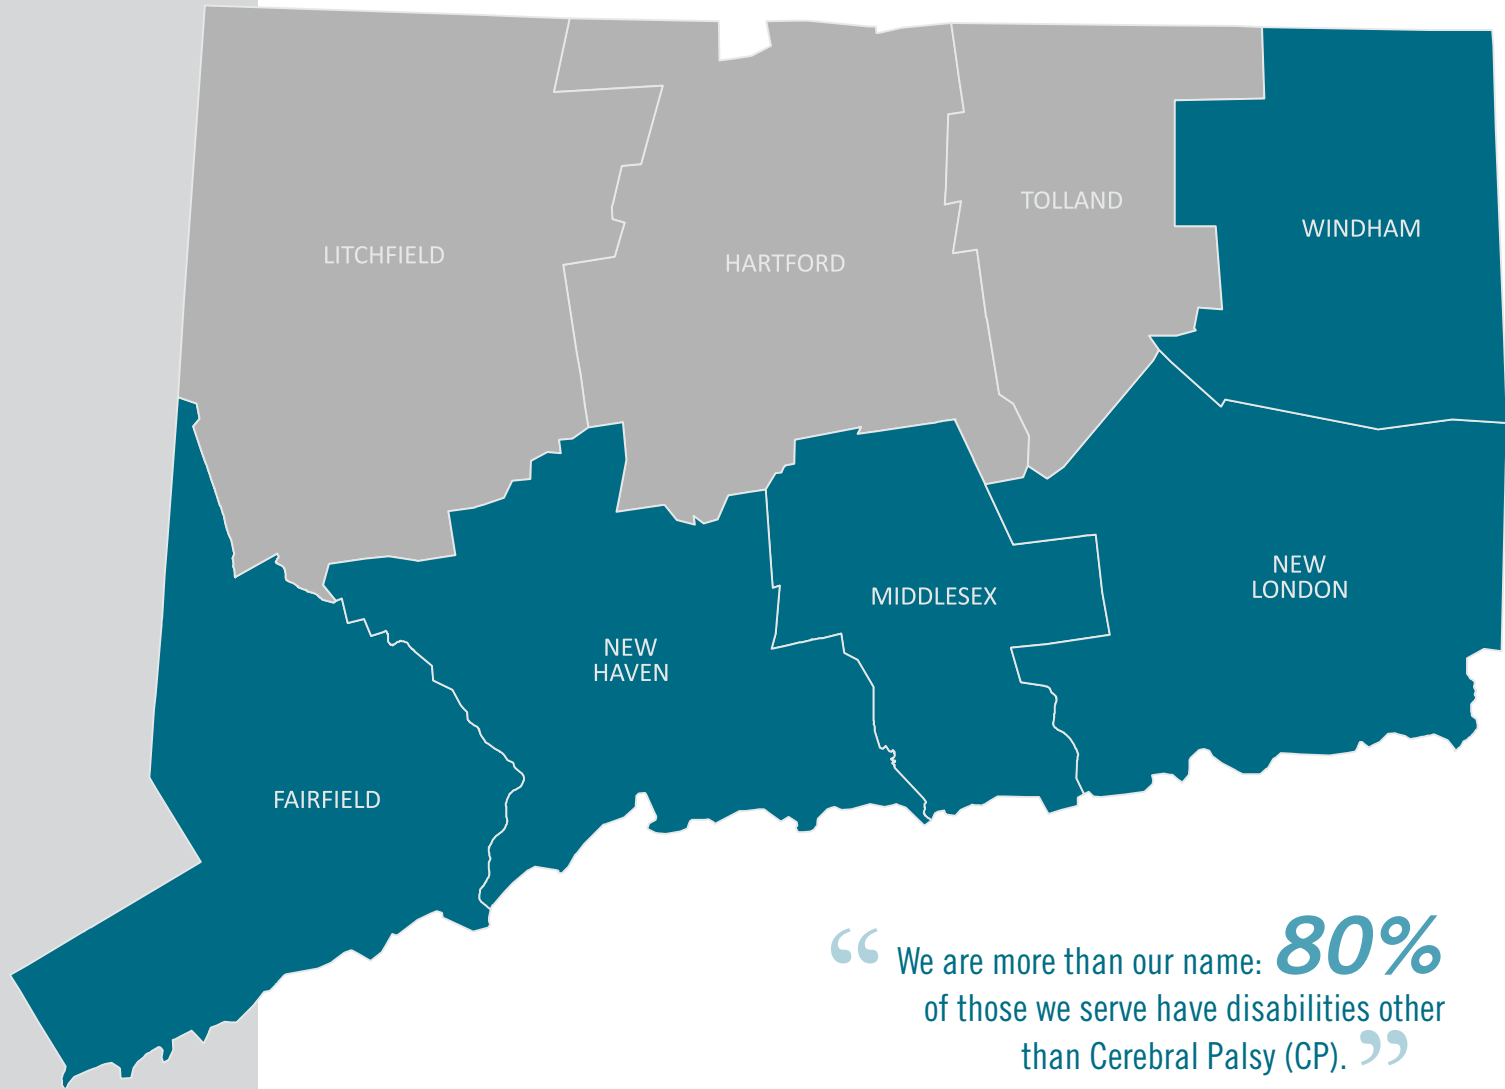 TOLLAND
WINDHAM
LITCHFIELD
HARTFORD
NEW
LONDON
MIDDLESEX
NEW
HAVEN
FAIRFIELD
“ We are more than our name: 80%
of those we serve have disabilities other
than Cerebral Palsy (CP). ”